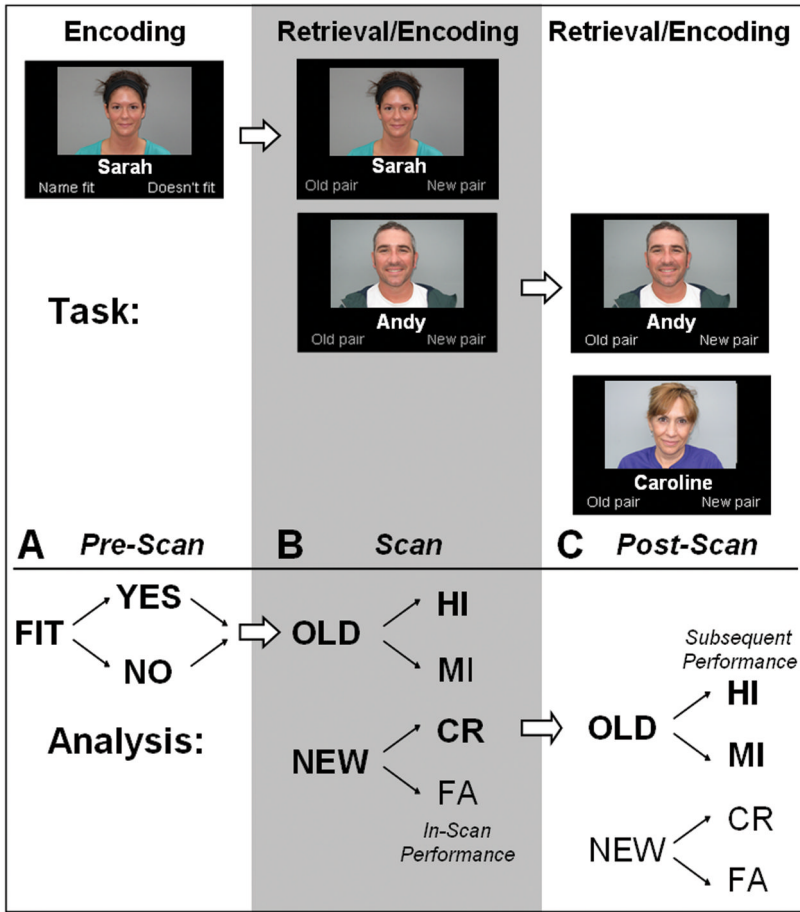 Encoding
Retrieval/Encoding
Retrieval/Encoding
Sarah
Name fit Doesn't fit
Sarah
Old pair New pair
Andy
Old pair New pair
Andy
Old pair New pair
Caroline
Old pair New pair
Task:
A Pre-Scan
B Scan
C Post-Scan
FIT
YES
NO
OLD
HI
MI
NEW
CR
FA
In-Scan
Performance
Analysis:
Subsequent
Performance
OLD
HI
MI
NEW
CR
FA